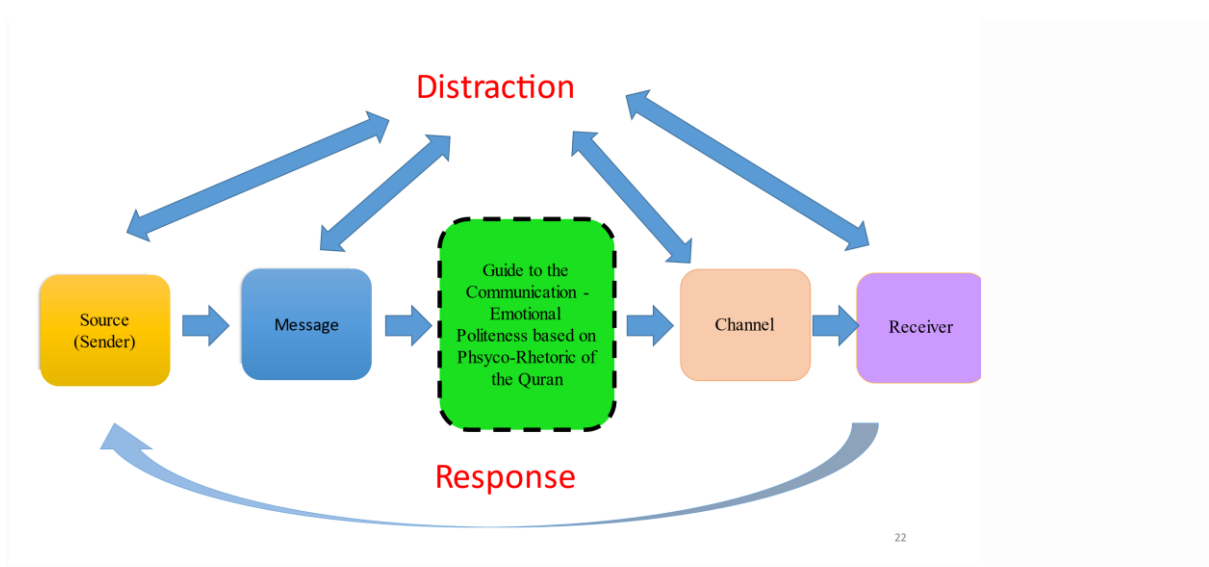 Distraction
Source
(Sender)
Message
Guide to the
Communication -
Emotional
Politeness based on
Phsyco-Rhetoric of
the Quran
Channel
Receiver
Response
22